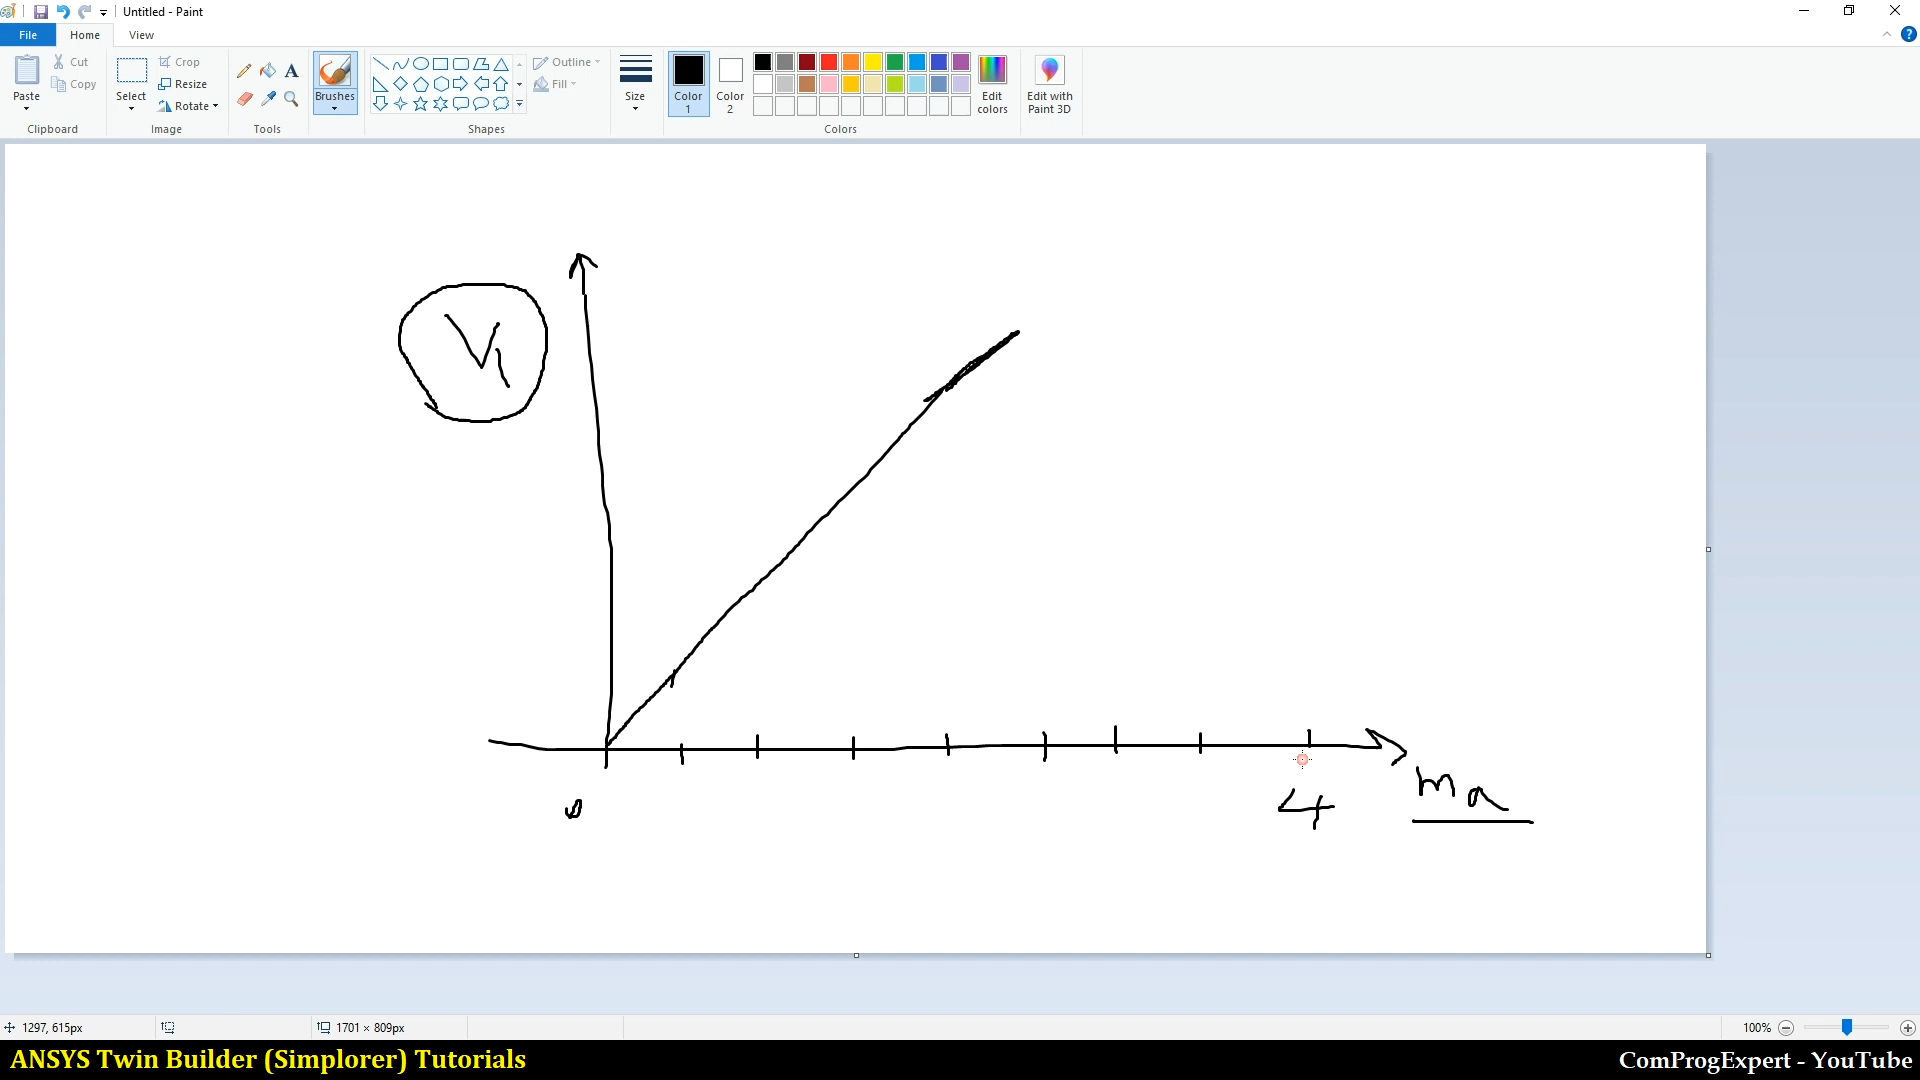 Untitled - Paint
File Home View
Paste
Cut
Copy
Clipboard
Select
Crop
Resize
Rotate
Image
A
Tools
Brushes
Shapes
Outline
Fill
Size
Color 1
Color 2
Colors
Edit colors
Edit with Paint 3D
?
V1
0
4
ma
1297, 615px
1701 × 809px
100%
ANSYS Twin Builder (Simplorer) Tutorials
ComProgExpert - YouTube